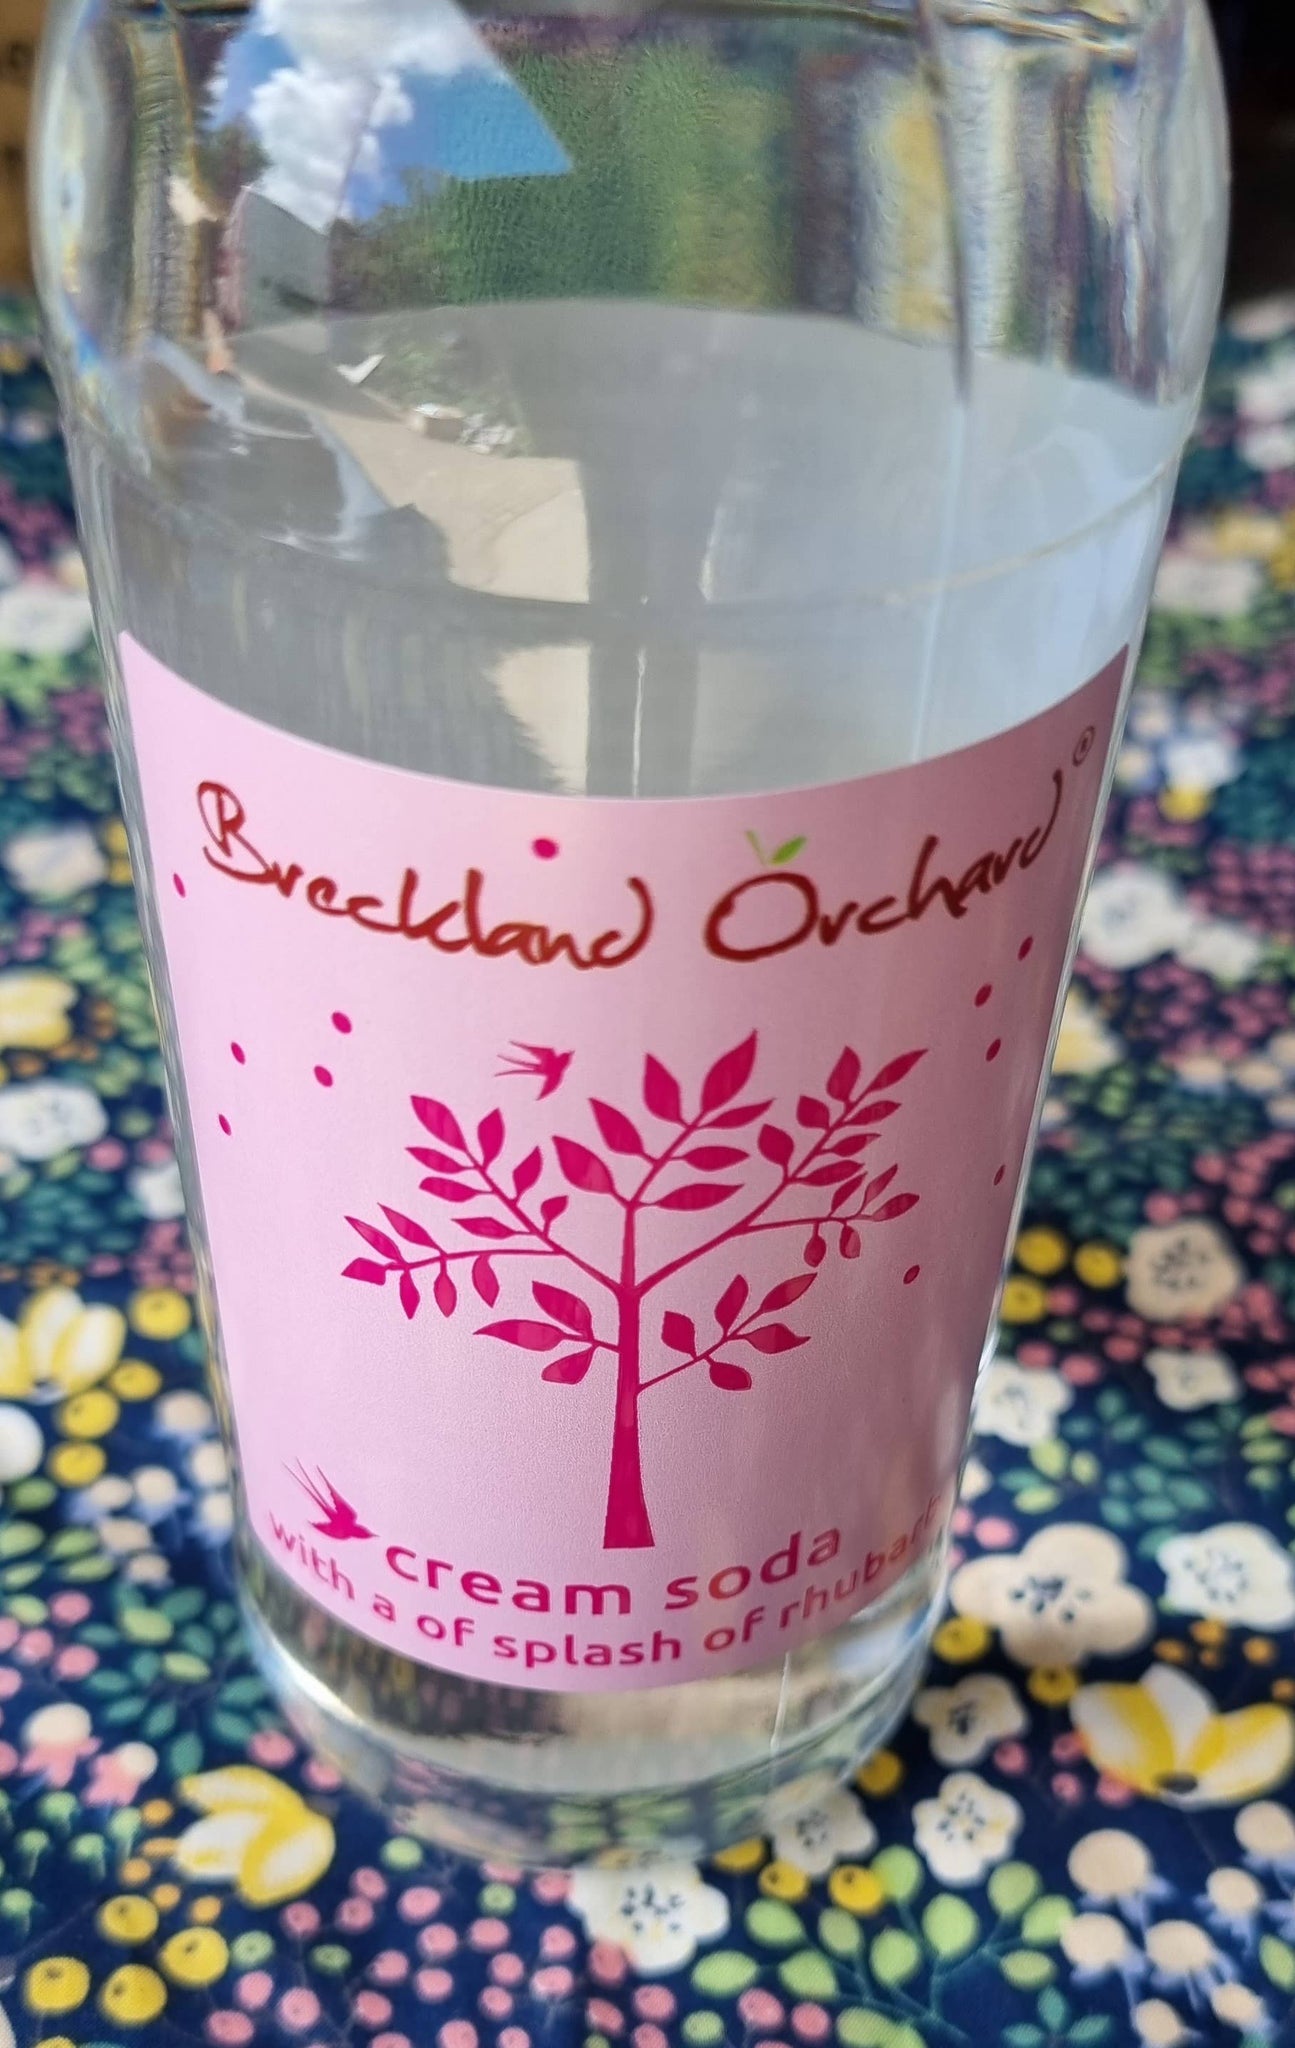 Breckland Orchard ®
cream soda
with a of splash of rhubarb